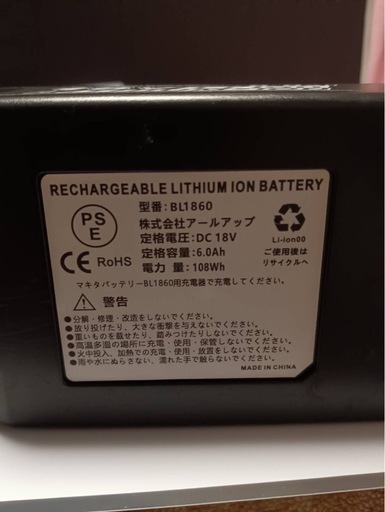 RECHARGEABLE LITHIUM ION BATTERY
PSE
CE RoHS
型番: BL1860
株式会社アールアップ
定格電圧: DC 18V
定格容量: 6.0Ah
電力 量: 108Wh
Li-ion00
ご使用後は
リサイクルへ
マキタバッテリーBL1860用充電器で充電してください。
警告
•分解・修理・改造をしないでください。
•放り投げたり、大きな衝撃を与えないでください。
•重いものを載せたり、踏みつけたりしないでください。
•高温多湿の場所に充電・使用・保管しないでください。
•火中投入、加熱での充電・使用・放置をしないでください。
•雨や水にぬらさない、濡れた手で触らないでください。
MADE IN CHINA